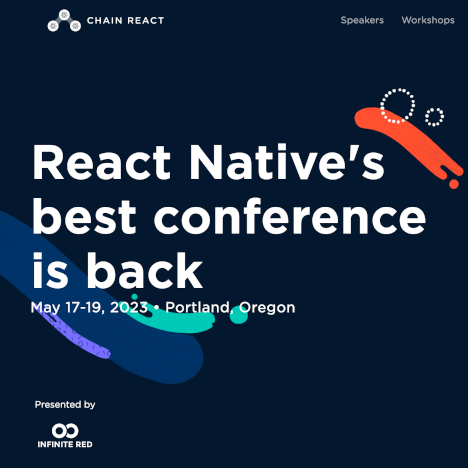 CHAIN REACT
Speakers Workshops
React Native's
best conference
is back
May 17-19, 2023 • Portland, Oregon
Presented by
INFINITE RED